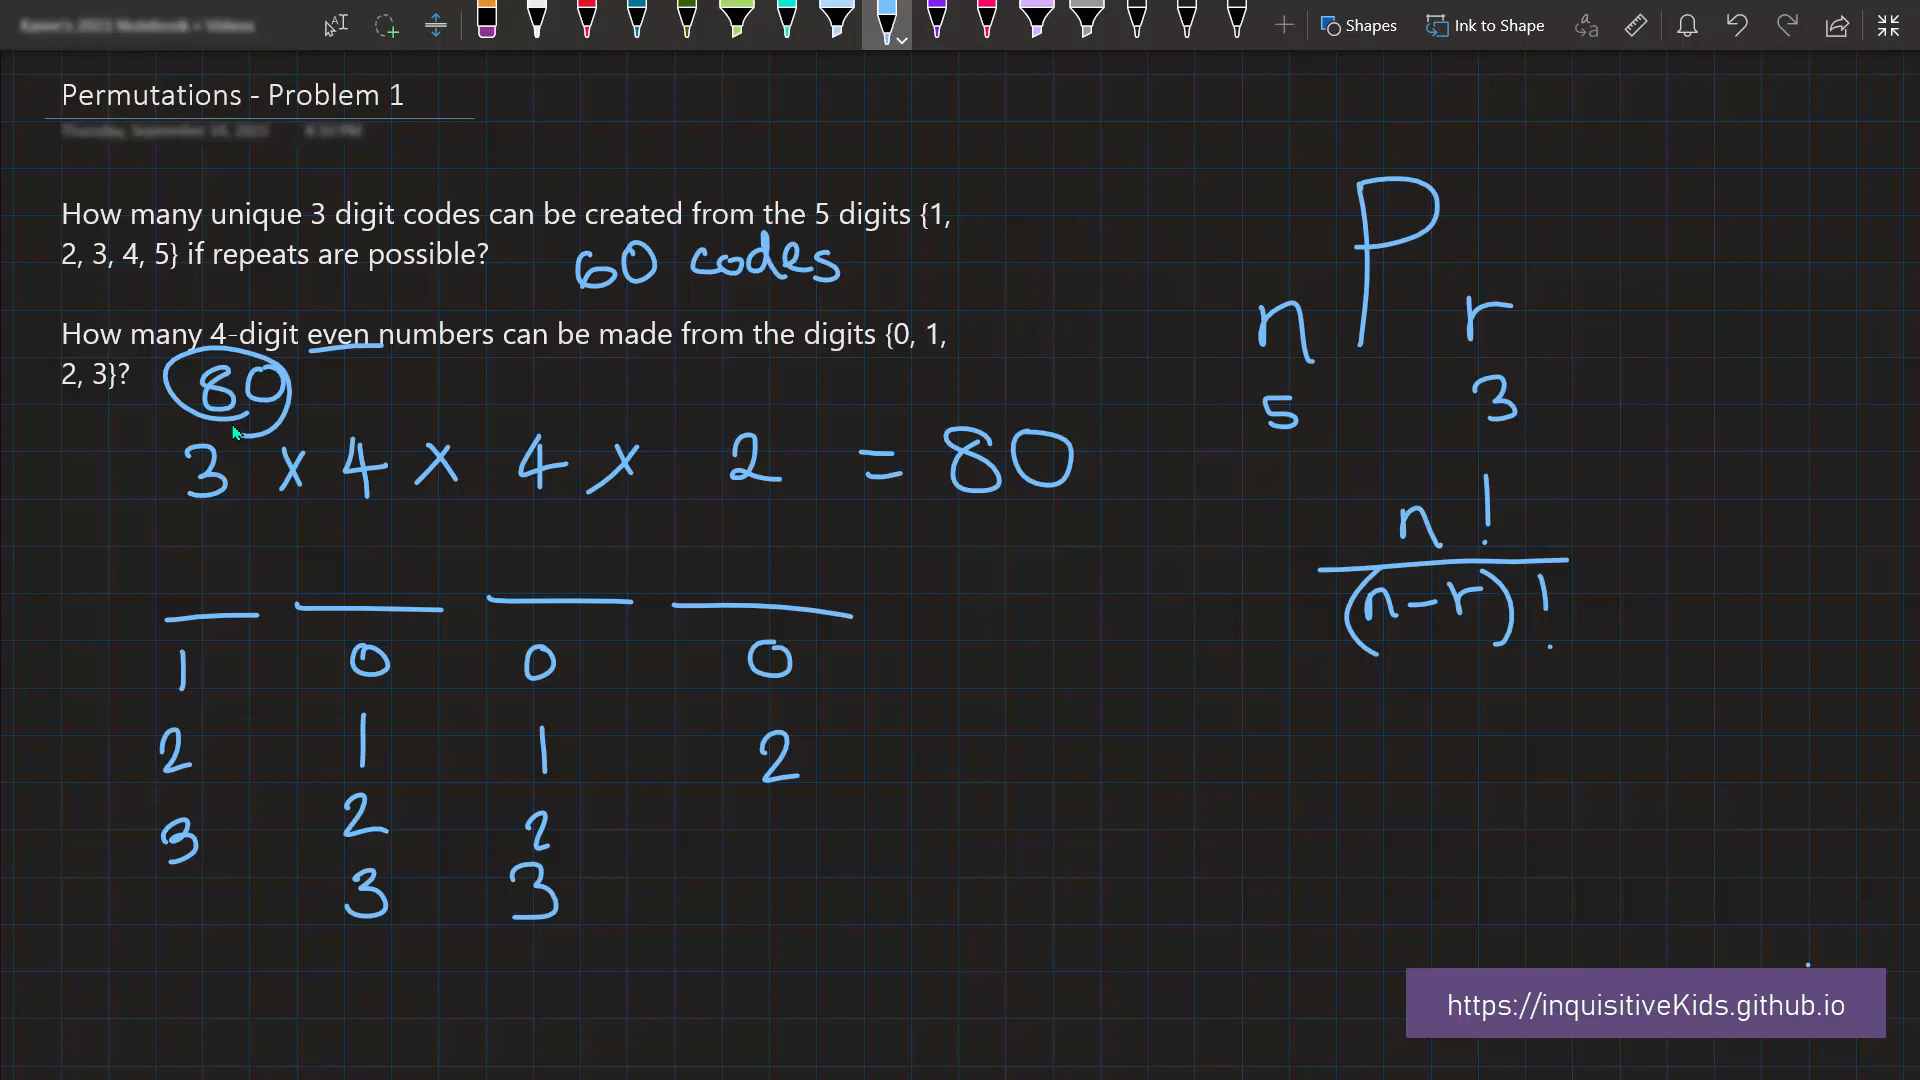 Shapes
Ink to Shape
Permutations - Problem 1
How many unique 3 digit codes can be created from the 5 digits {1,
2, 3, 4, 5} if repeats are possible?
60 codes
How many 4-digit even numbers can be made from the digits {0, 1,
2, 3}?
80
3 x 4 x 4 x 2 = 80
1 0 0 0
2 1 1 2
3 2 2
3 3
P
n r
5 3
n!
(n-r)!
https://inquisitiveKids.github.io